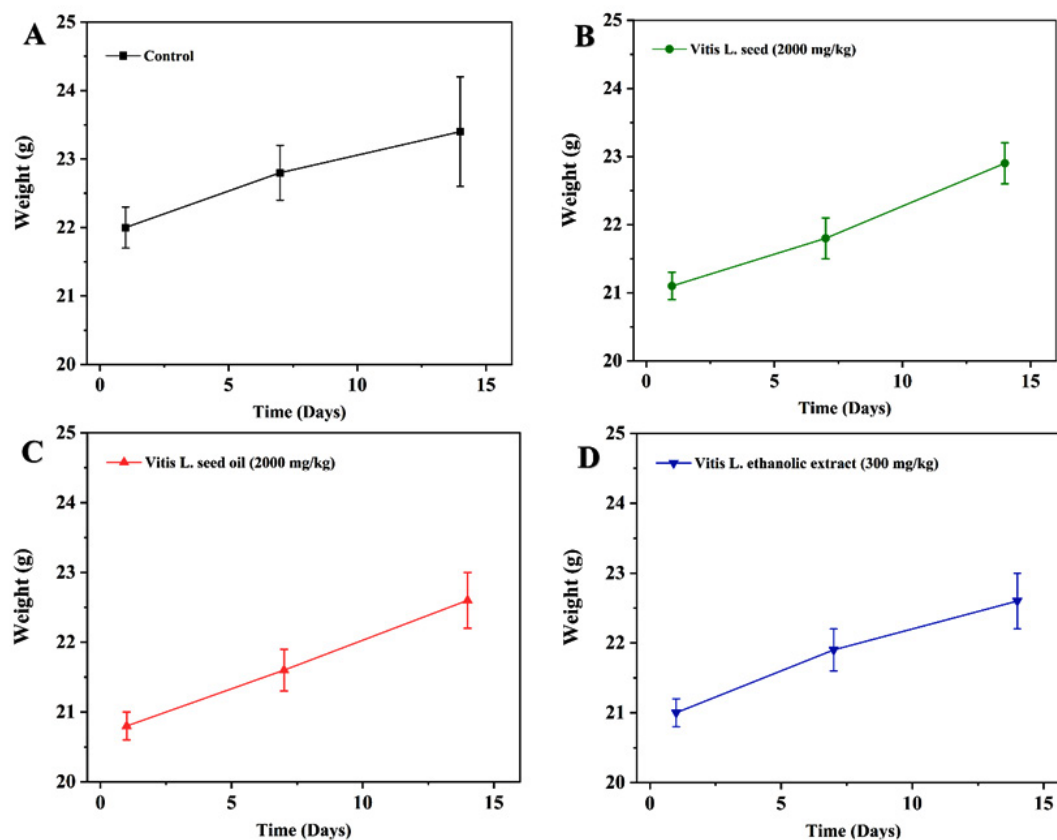 A
Control
25
24
23
22
21
20
Weight (g)
0
5
10
15
Time (Days)
B
Vitis L. seed (2000 mg/kg)
25
24
23
22
21
20
Weight (g)
0
5
10
15
Time (Days)
C
Vitis L. seed oil (2000 mg/kg)
25
24
23
22
21
20
Weight (g)
0
5
10
15
Time (Days)
D
Vitis L. ethanolic extract (300 mg/kg)
25
24
23
22
21
20
Weight (g)
0
5
10
15
Time (Days)